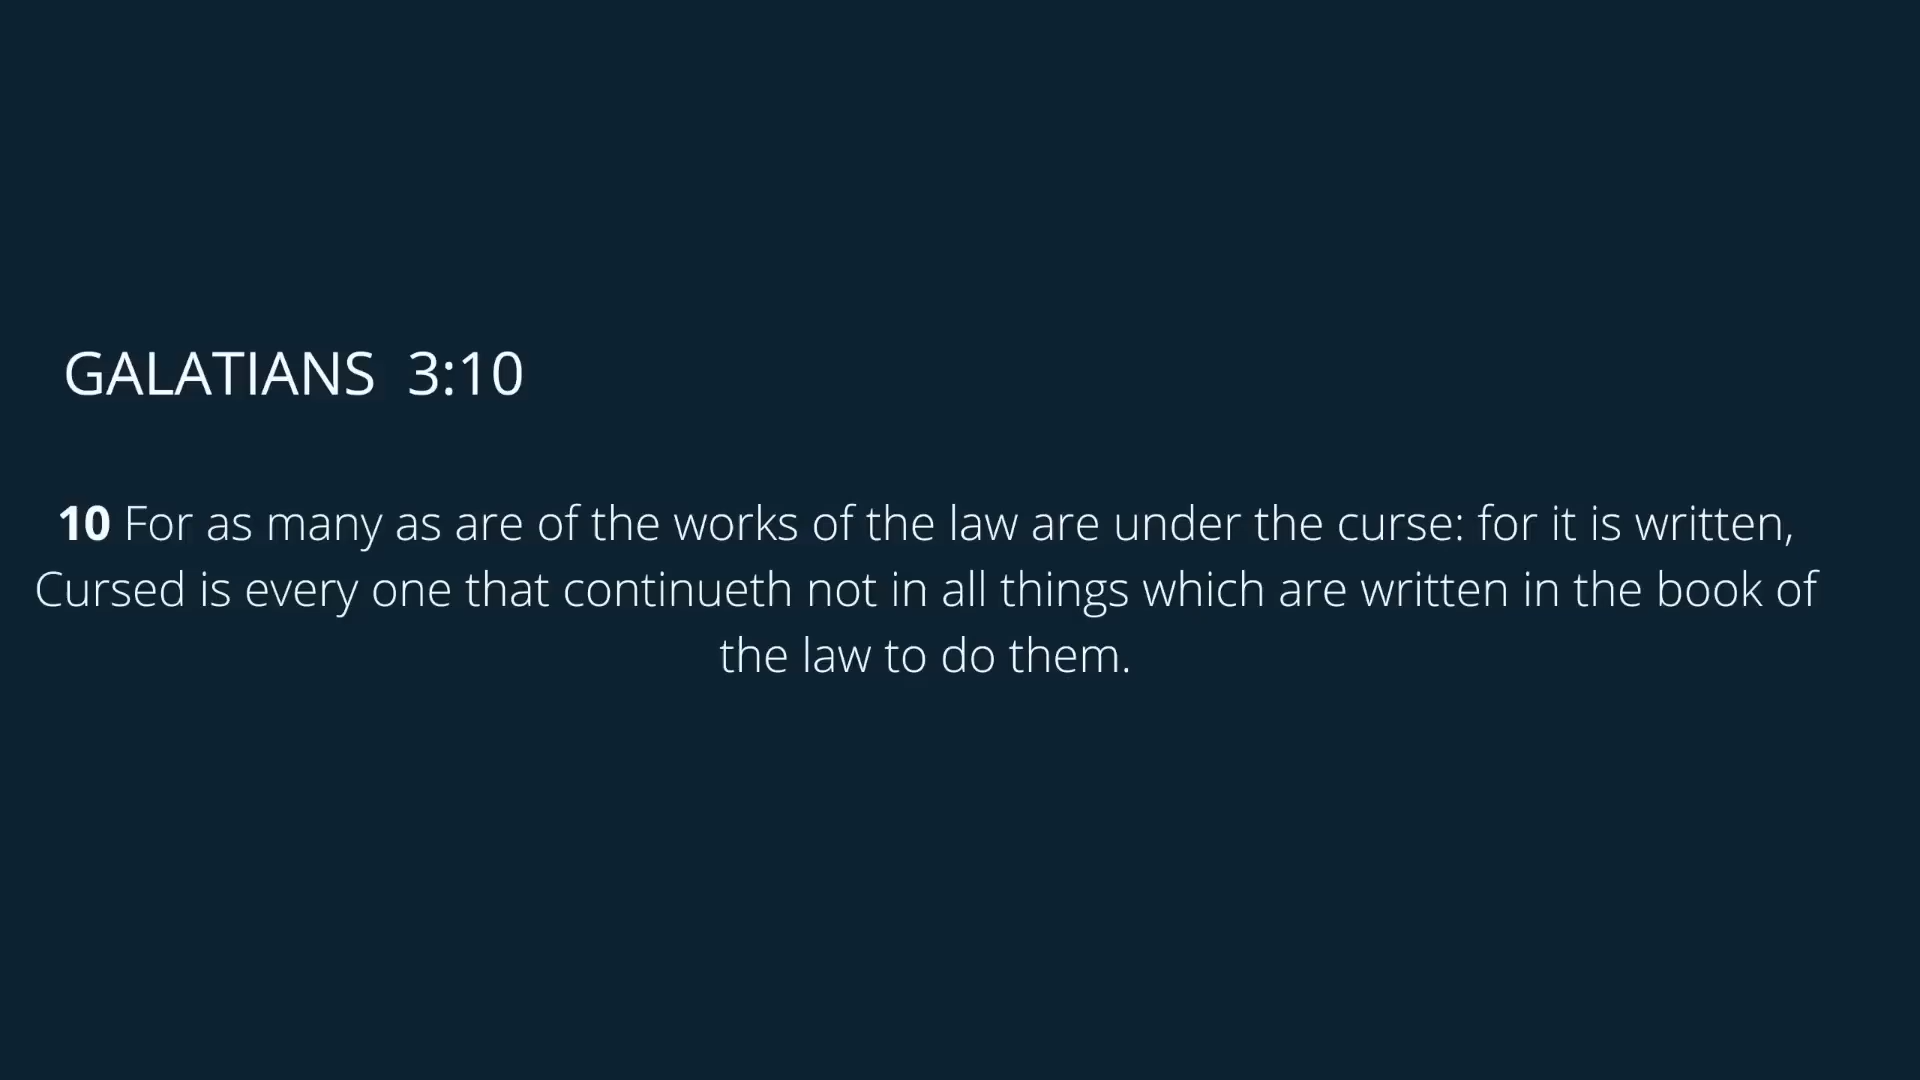 GALATIANS 3:10
10 For as many as are of the works of the law are under the curse: for it is written,
Cursed is every one that continueth not in all things which are written in the book of
the law to do them.